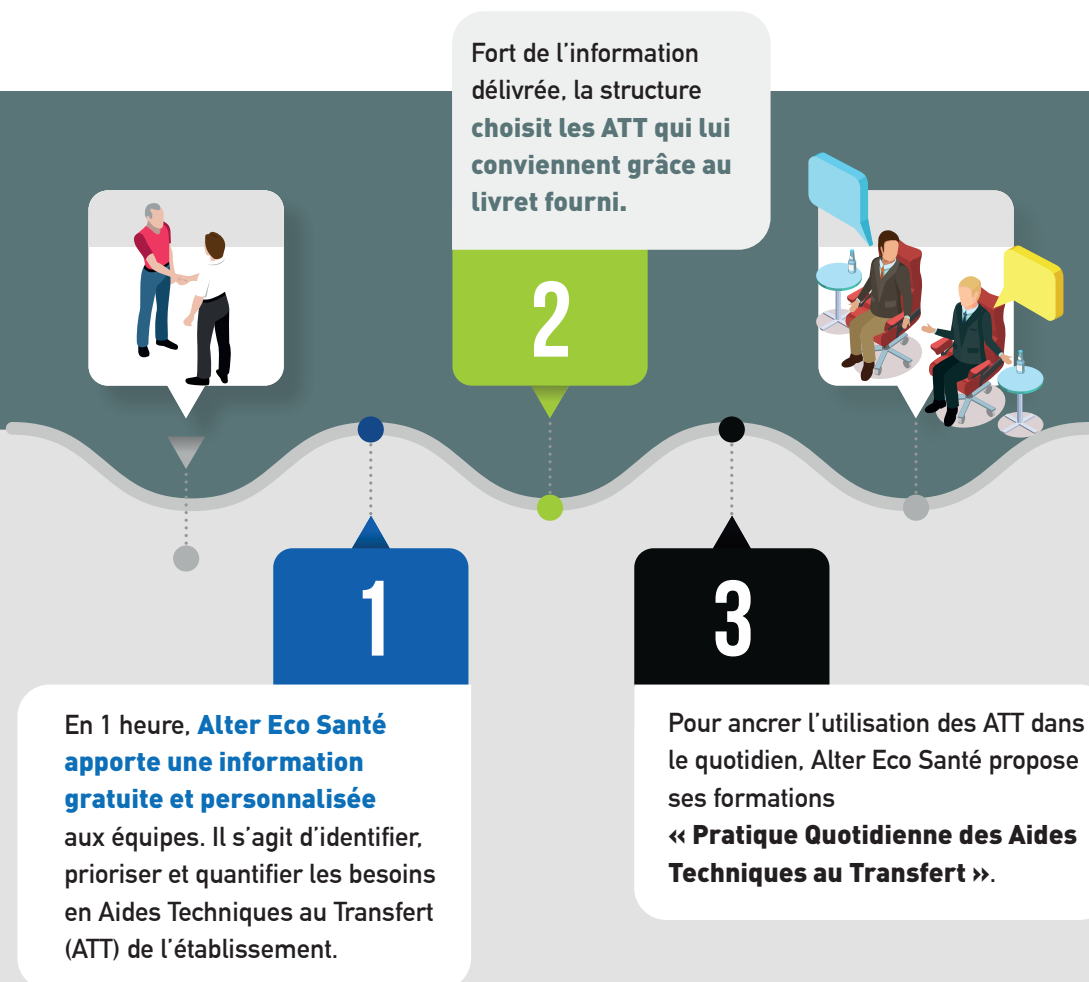 1
En 1 heure, Alter Eco Santé
apporte une information
gratuite et personnalisée
aux équipes. Il s’agit d’identifier,
prioriser et quantifier les besoins
en Aides Techniques au Transfert
(ATT) de l’établissement.
Fort de l’information
délivrée, la structure
choisit les ATT qui lui
conviennent grâce au
livret fourni.
2
3
Pour ancrer l’utilisation des ATT dans
le quotidien, Alter Eco Santé propose
ses formations
« Pratique Quotidienne des Aides
Techniques au Transfert ».